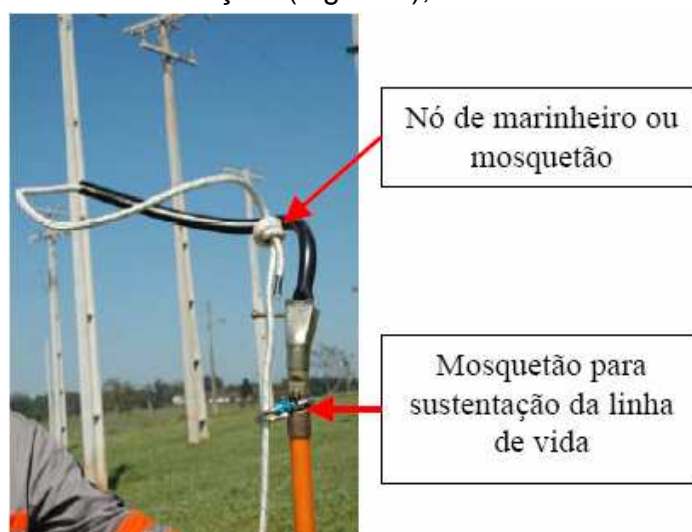 Nó de marinheiro ou
mosquetão
Mosquetão para
sustentação da linha
de vida